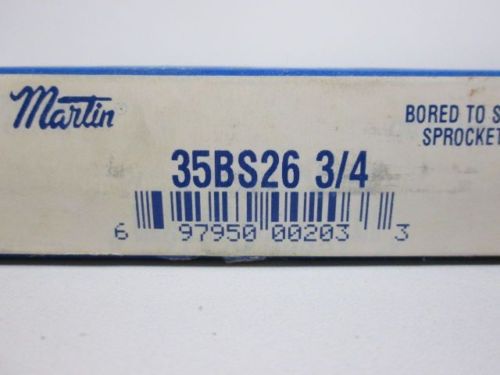 Martin
BORED TO S
SPROCKET
35BS26 3/4
6 97950 00203 3